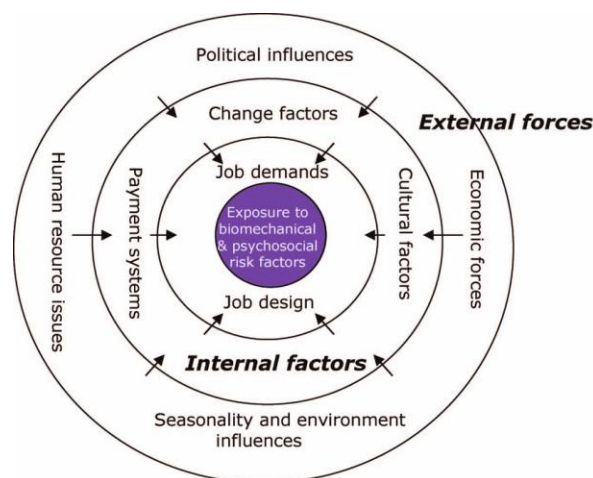 Political influences
Change factors
External forces
Job demands
Human resource issues
Payment systems
Exposure to
biomechanical
& psychosocial
risk factors
Cultural factors
Economic forces
Job design
Internal factors
Seasonality and environment
influences